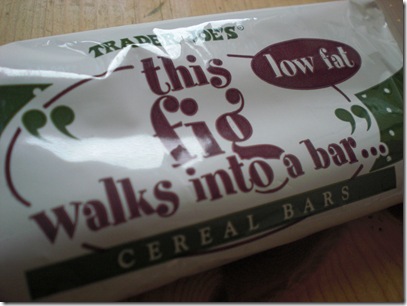 TRADER JOE'S®
this
low fat
fig
walks into a bar...
CEREAL BARS